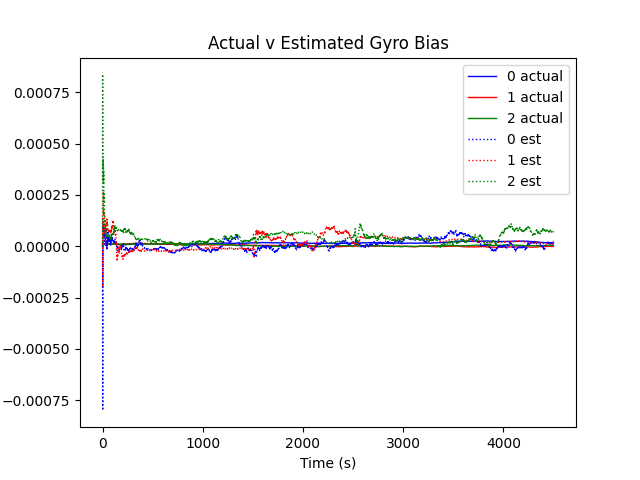 Actual v Estimated Gyro Bias
0 actual
1 actual
2 actual
0 est
1 est
2 est
0.00075
0.00050
0.00025
0.00000
−0.00025
−0.00050
−0.00075
0 1000 2000 3000 4000
Time (s)